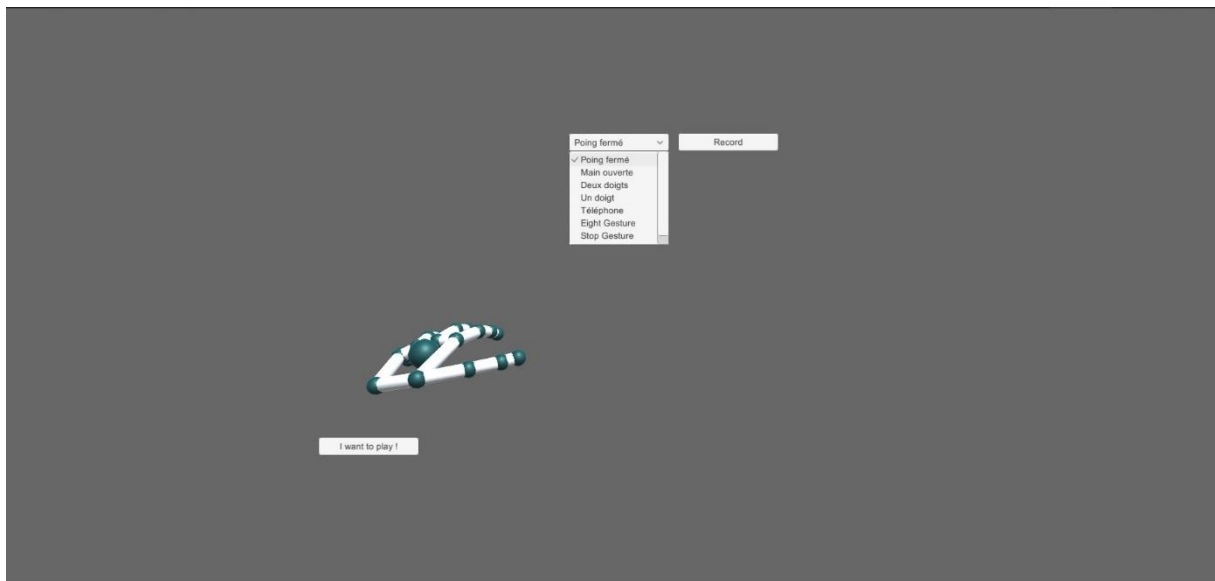 Poing fermé
Record
Poing fermé
Main ouverte
Deux doigts
Un doigt
Téléphone
Eight Gesture
Stop Gesture
I want to play !